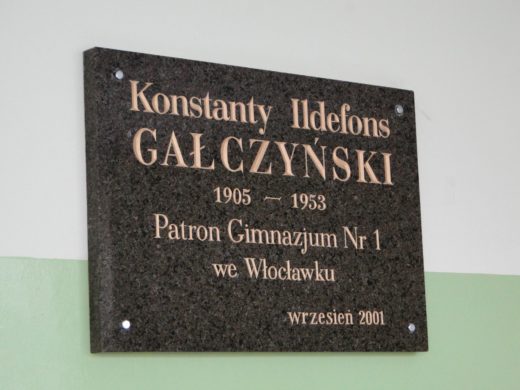 Konstanty Ildefons
GAŁCZYŃSKI
1905 — 1953
Patron Gimnazjum Nr 1
we Włocławku
wrzesień 2001